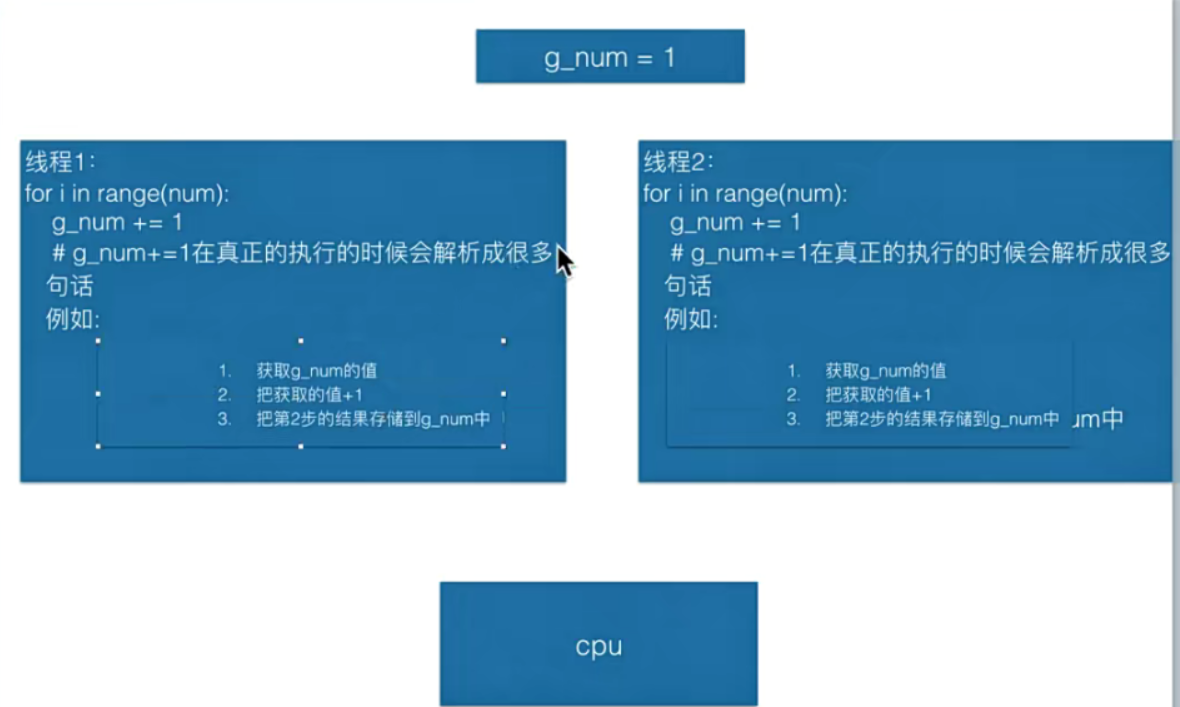 g_num = 1
线程1:
for i in range(num):
g_num += 1
# g_num+=1在真正的执行的时候会解析成很多
句话
例如:
1. 获取g_num的值
2. 把获取的值+1
3. 把第2步的结果存储到g_num中
线程2:
for i in range(num):
g_num += 1
# g_num+=1在真正的执行的时候会解析成很多
句话
例如:
1. 获取g_num的值
2. 把获取的值+1
3. 把第2步的结果存储到g_num中
um中
cpu